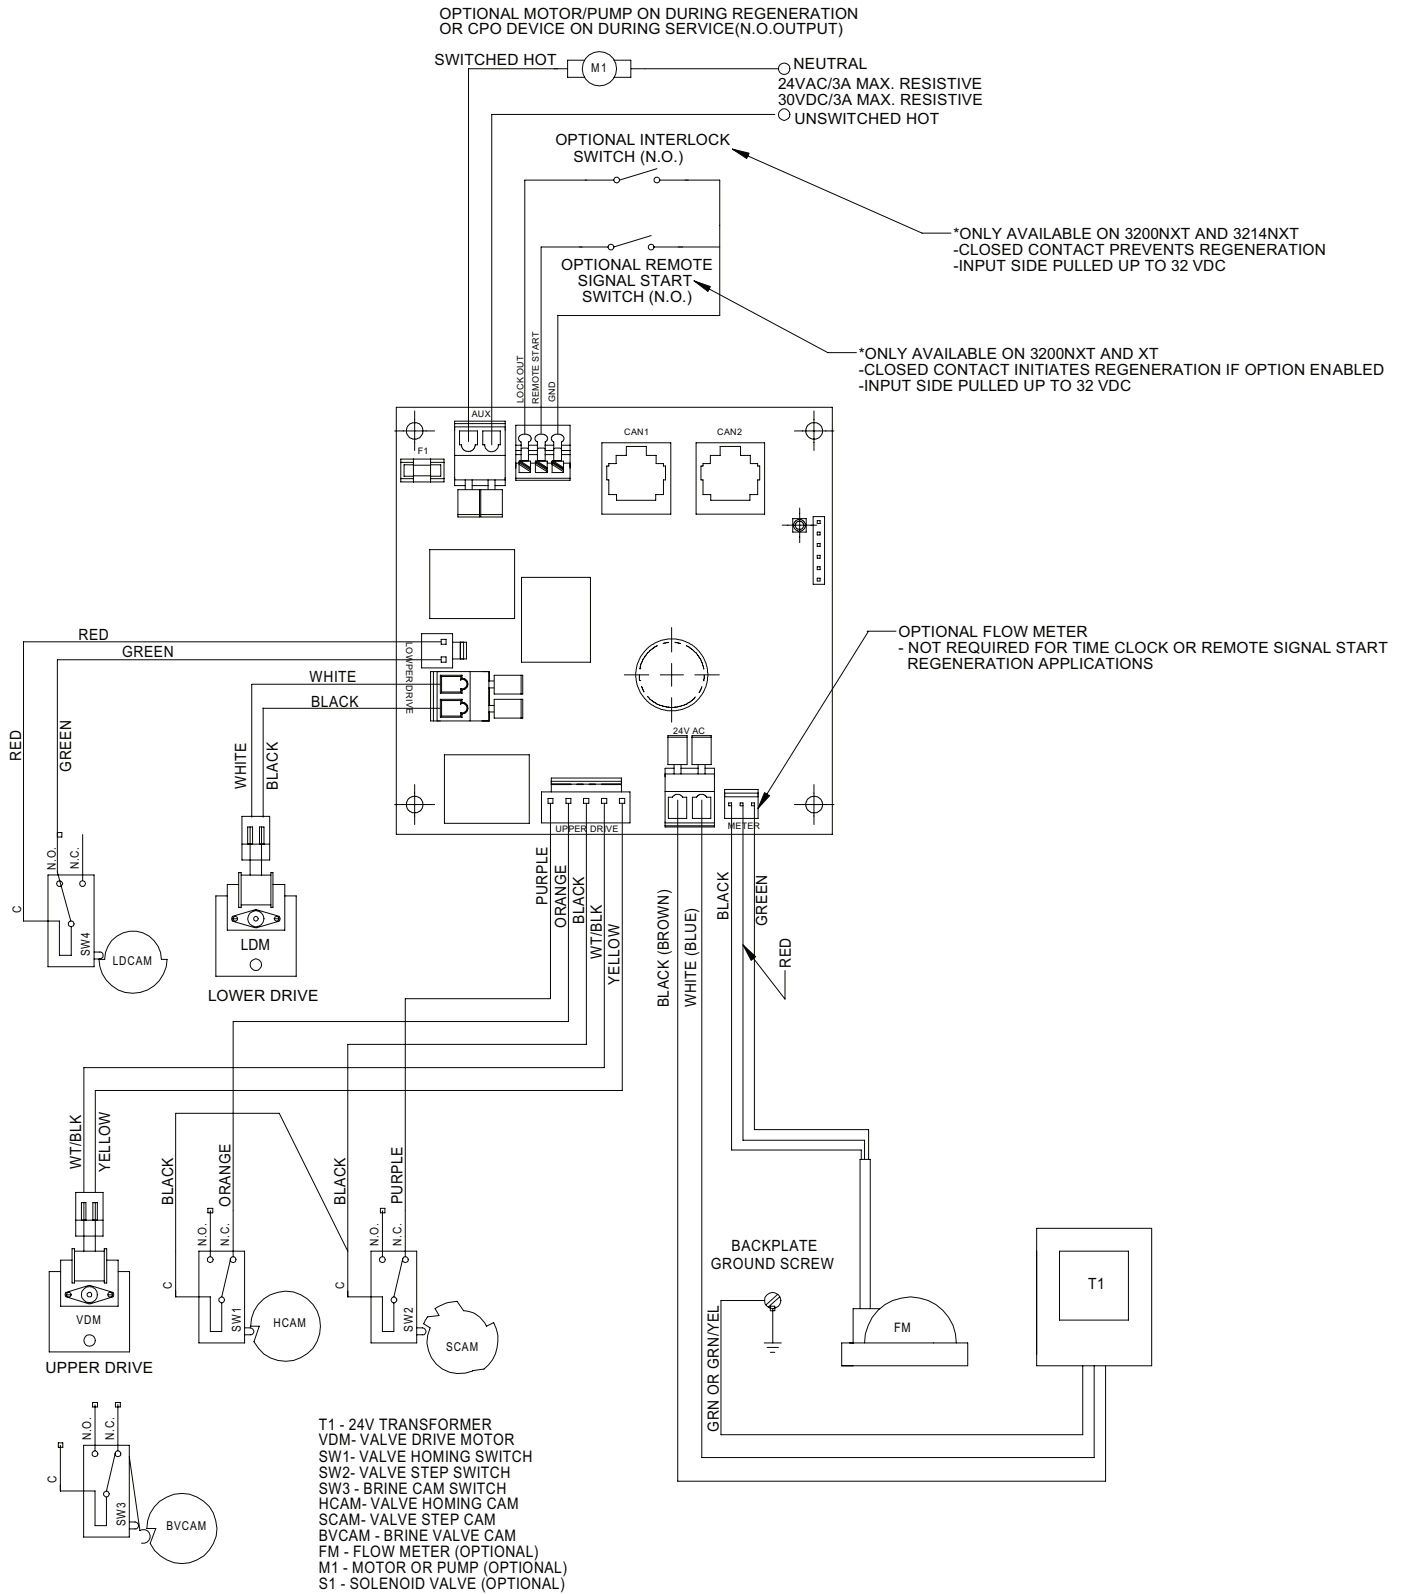 OPTIONAL MOTOR/PUMP ON DURING REGENERATION
OR CPO DEVICE ON DURING SERVICE(N.O.OUTPUT)
SWITCHED HOT
M1
NEUTRAL
24VAC/3A MAX. RESISTIVE
30VDC/3A MAX. RESISTIVE
UNSWITCHED HOT
OPTIONAL INTERLOCK
SWITCH (N.O.)
*ONLY AVAILABLE ON 3200NXT AND 3214NXT
-CLOSED CONTACT PREVENTS REGENERATION
-INPUT SIDE PULLED UP TO 32 VDC
OPTIONAL REMOTE
SIGNAL START
SWITCH (N.O.)
*ONLY AVAILABLE ON 3200NXT AND XT
-CLOSED CONTACT INITIATES REGENERATION IF OPTION ENABLED
-INPUT SIDE PULLED UP TO 32 VDC
LOCK OUT
REMOTE START
GND
AUX
F1
CAN1
CAN2
OPTIONAL FLOW METER
- NOT REQUIRED FOR TIME CLOCK OR REMOTE SIGNAL START
REGENERATION APPLICATIONS
RED
GREEN
WHITE
BLACK
LOW/PER DRIVE
24V AC
RED
GREEN
WHITE
BLACK
UPPER DRIVE
METER
N.O.
N.C.
C
SW4
LDCAM
LDM
LOWER DRIVE
PURPLE
ORANGE
BLACK
WT/BLK
YELLOW
BLACK (BROWN)
WHITE (BLUE)
BLACK
GREEN
RED
WT/BLK
YELLOW
BLACK
ORANGE
BLACK
PURPLE
N.O.
N.C.
C
SW1
HCAM
N.O.
N.C.
C
SW2
SCAM
VDM
UPPER DRIVE
BACKPLATE
GROUND SCREW
GRN OR GRN/YEL
FM
T1
N.O.
N.C.
C
SW3
BVCAM
T1 - 24V TRANSFORMER
VDM- VALVE DRIVE MOTOR
SW1- VALVE HOMING SWITCH
SW2- VALVE STEP SWITCH
SW3 - BRINE CAM SWITCH
HCAM- VALVE HOMING CAM
SCAM- VALVE STEP CAM
BVCAM - BRINE VALVE CAM
FM - FLOW METER (OPTIONAL)
M1 - MOTOR OR PUMP (OPTIONAL)
S1 - SOLENOID VALVE (OPTIONAL)